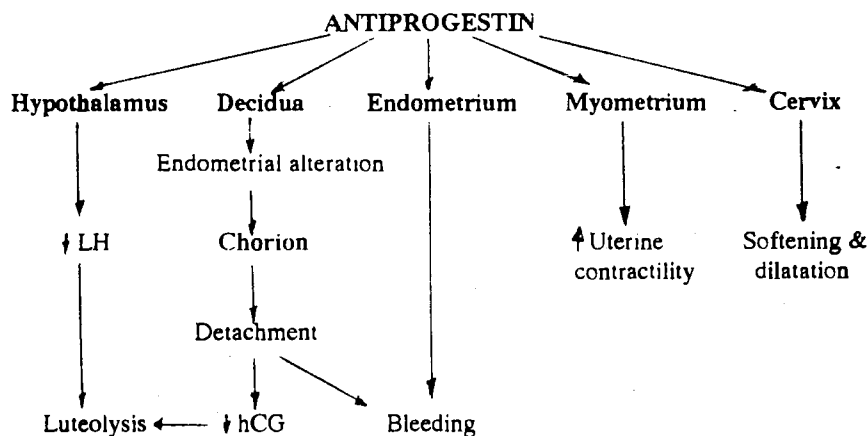 ANTIPROGESTIN
Hypothalamus Decidua Endometrium Myometrium Cervix
Endometrial alteration
↓ LH Chorion ↑ Uterine contractility Softening & dilatation
Detachment
Luteolysis ↓ hCG Bleeding